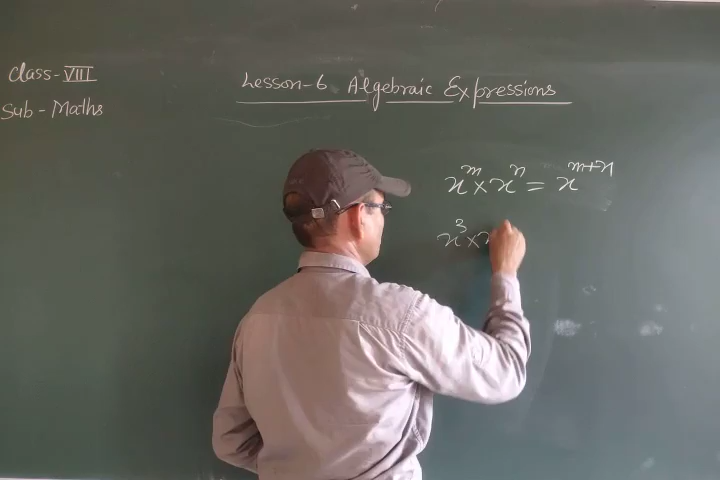 Class-VIII
Sub - Maths
Lesson-6 Algebraic Expressions
x^m × x^n = x^{m+n}
x^3 × x